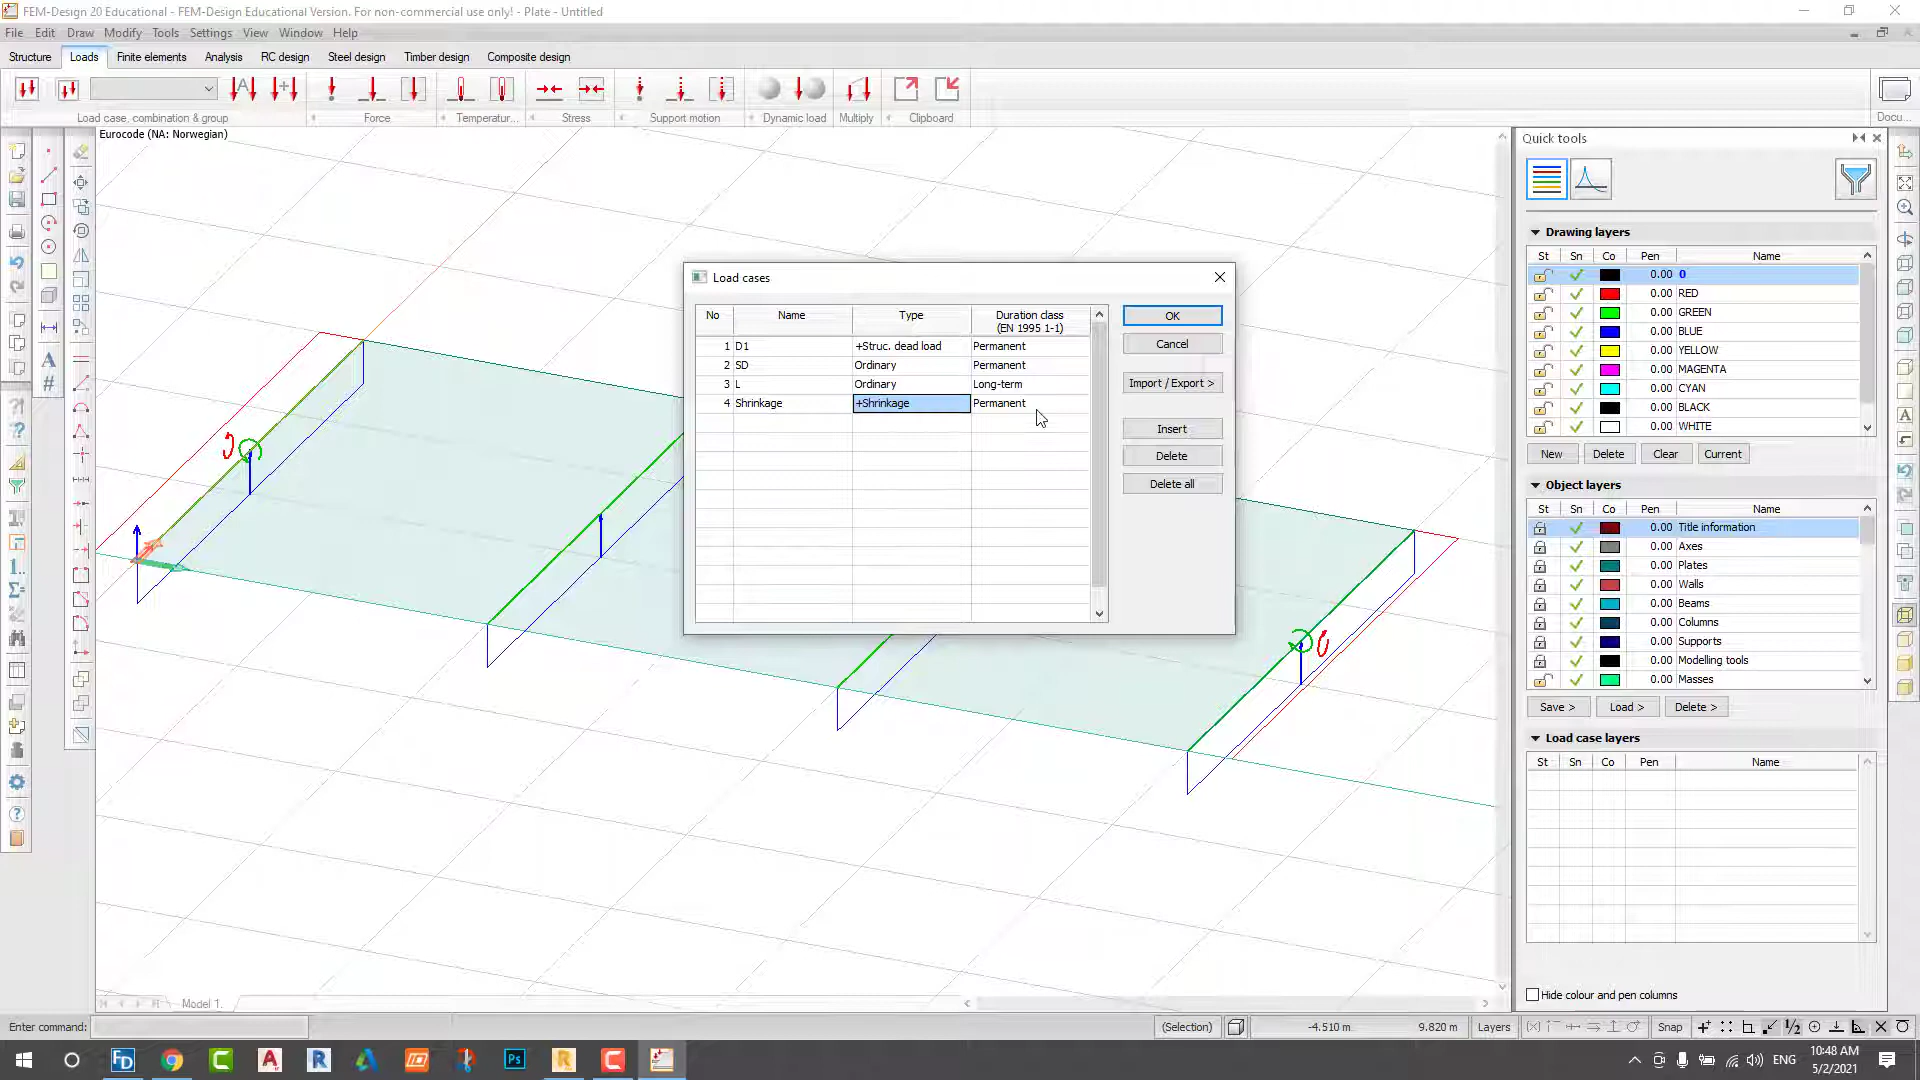 FEM-Design 20 Educational - FEM-Design Educational Version. For non-commercial use only! - Plate - Untitled
File Edit Draw Modify Tools Settings View Window Help
Structure Loads Finite elements Analysis RC design Steel design Timber design Composite design
Load case, combination & group Force Temperatur... Stress Support motion Dynamic load Multiply Clipboard Docu...
Eurocode (NA: Norwegian)
Quick tools
Drawing layers
St Sn Co Pen Name
0.00 0
0.00 RED
0.00 GREEN
0.00 BLUE
0.00 YELLOW
0.00 MAGENTA
0.00 CYAN
0.00 BLACK
0.00 WHITE
New Delete Clear Current
Object layers
St Sn Co Pen Name
0.00 Title information
0.00 Axes
0.00 Plates
0.00 Walls
0.00 Beams
0.00 Columns
0.00 Supports
0.00 Modelling tools
0.00 Masses
Save > Load > Delete >
Load case layers
St Sn Co Pen Name
Hide colour and pen columns
Load cases
No Name Type Duration class
(EN 1995 1-1)
1 D1 +Struc. dead load Permanent
2 SD Ordinary Permanent
3 L Ordinary Long-term
4 Shrinkage +Shrinkage Permanent
OK
Cancel
Import / Export >
Insert
Delete
Delete all
Model 1.
Enter command: (Selection) -4.510 m 9.820 m Layers Snap 1/2
ENG
10:48 AM
5/2/2021